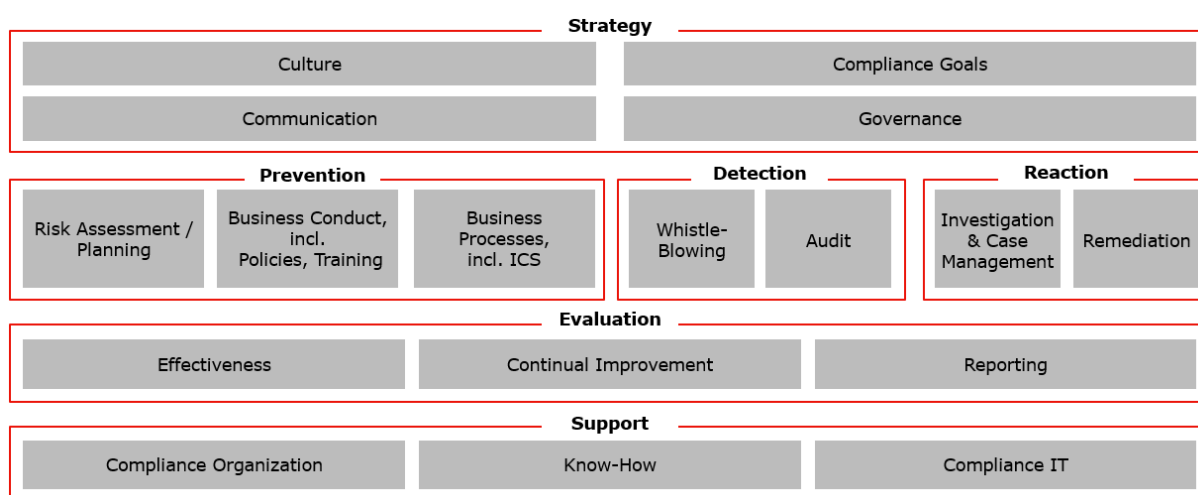 Strategy
Culture
Compliance Goals
Communication
Governance
Prevention
Risk Assessment /
Planning
Business Conduct,
incl.
Policies, Training
Business
Processes,
incl. ICS
Detection
Whistle-
Blowing
Audit
Reaction
Investigation
& Case
Management
Remediation
Evaluation
Effectiveness
Continual Improvement
Reporting
Support
Compliance Organization
Know-How
Compliance IT